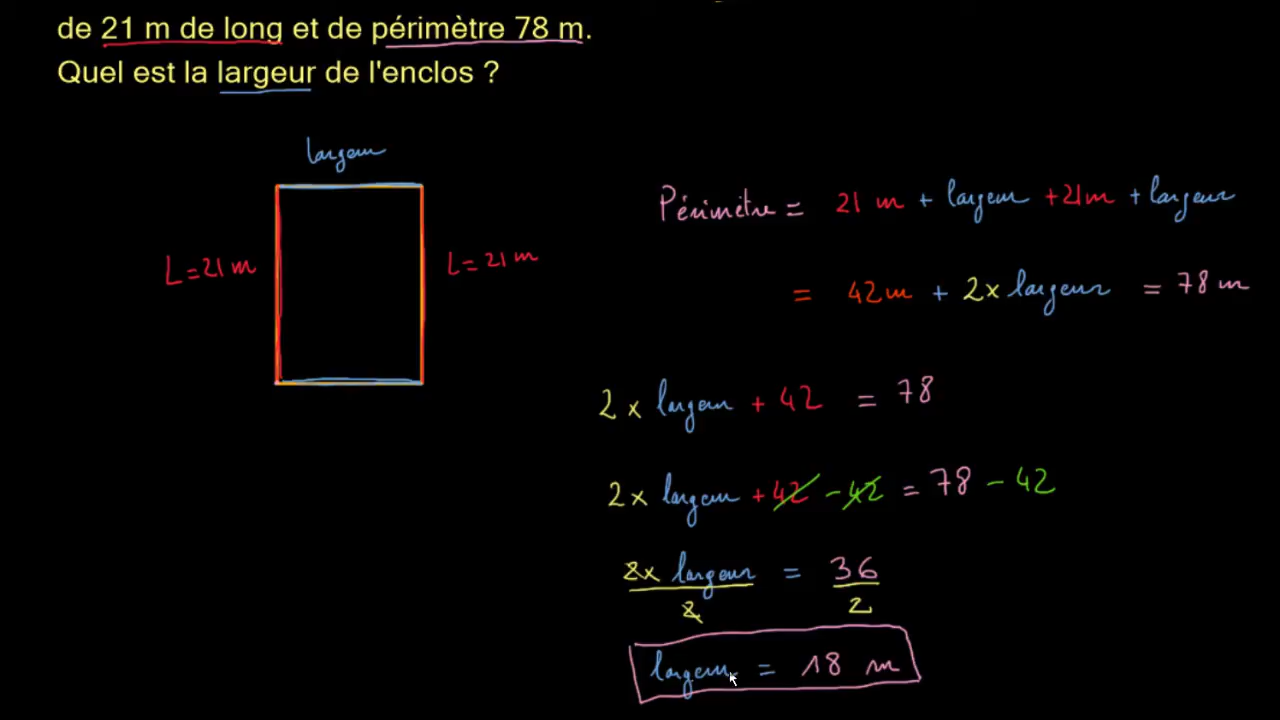 de 21 m de long et de périmètre 78 m.
Quel est la largeur de l'enclos ?
largeur
Périmètre = 21 m + largeur + 21 m + largeur
L = 21 m
L = 21 m
= 42 m + 2 x largeur = 78 m
2 x largeur + 42 = 78
2 x largeur + 42 - 42 = 78 - 42
2 x largeur = 36
2 2
largeur = 18 m